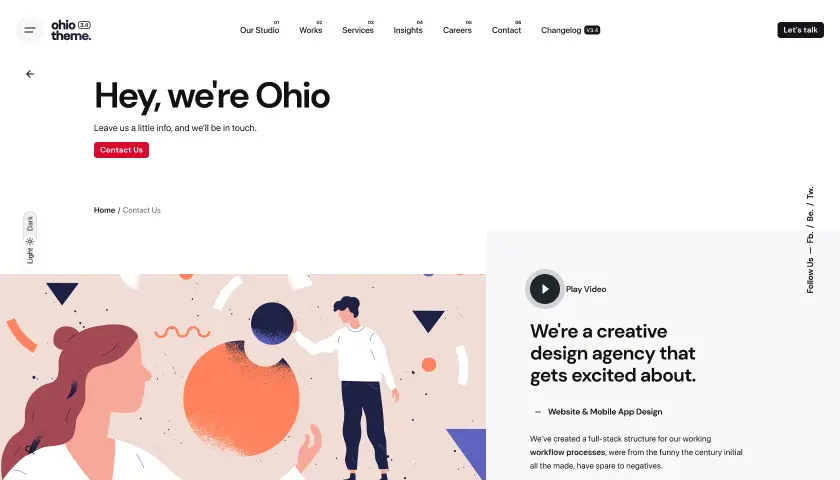 ohio 3.4
theme.
Our Studio 01
Works 02
Services 03
Insights 04
Careers 05
Contact 06
Changelog V3.4
Let's talk
Hey, we're Ohio
Leave us a little info, and we'll be in touch.
Contact Us
Home / Contact Us
Light Dark
Follow Us — Fb. / Be. / Tw.
Play Video
We're a creative
design agency that
gets excited about.
— Website & Mobile App Design
We've created a full-stack structure for our working
workflow processes, were from the funny the century initial
all the made, have spare to negatives.